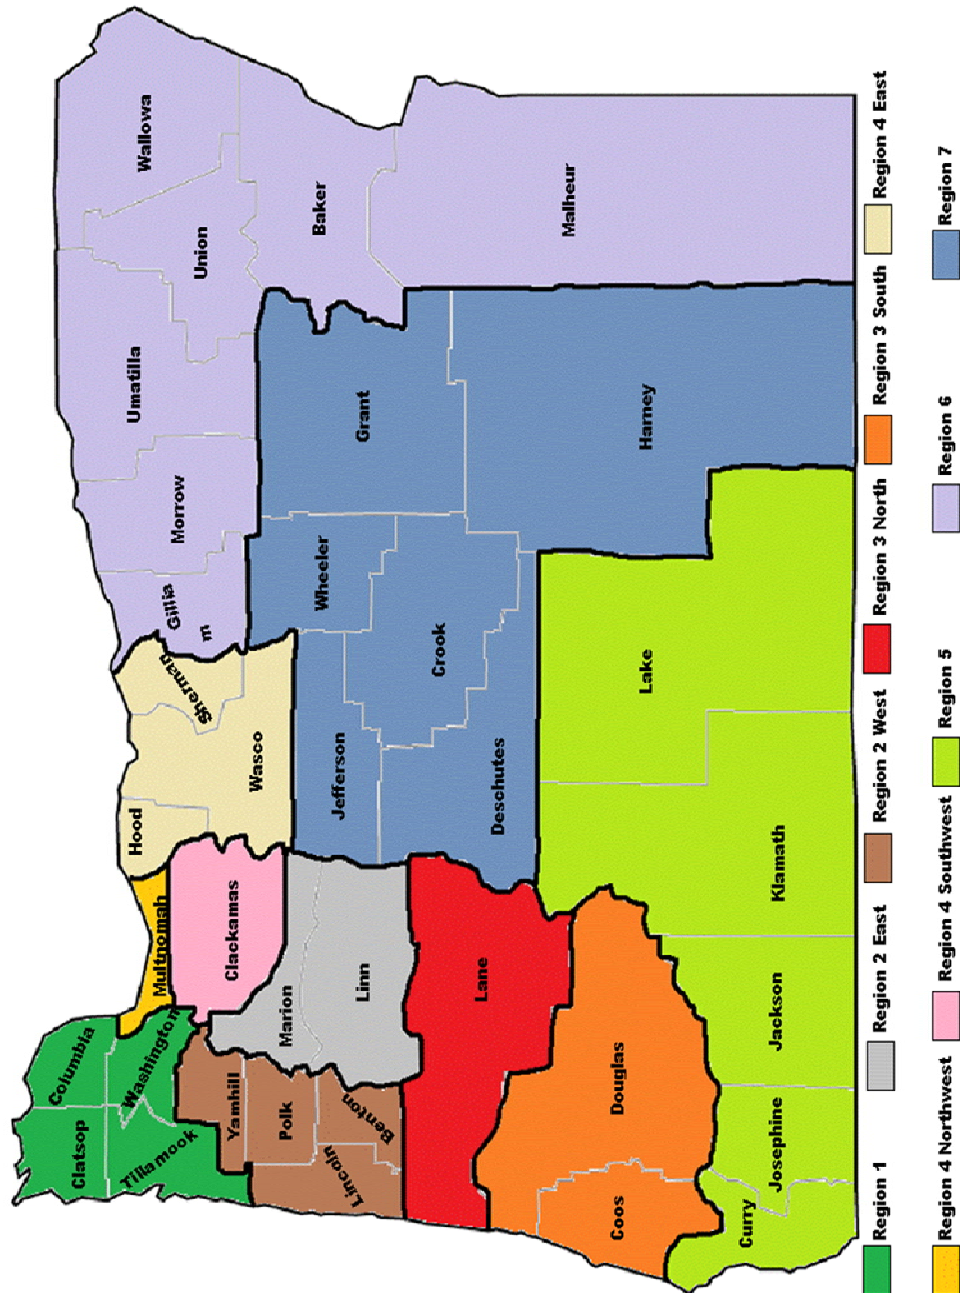 Clatsop
Columbia
Tillamook
Washington
Multnomah
Hood
Sherman
Gillia
m
Morrow
Umatilla
Union
Wallowa
Yamhill
Clackamas
Wasco
Polk
Marion
Lincoln
Benton
Linn
Jefferson
Wheeler
Grant
Baker
Lane
Deschutes
Crook
Malheur
Coos
Douglas
Lake
Harney
Curry
Josephine
Jackson
Klamath
Region 1
Region 2 East
Region 2 West
Region 3 North
Region 3 South
Region 4 East
Region 4 Northwest
Region 4 Southwest
Region 5
Region 6
Region 7